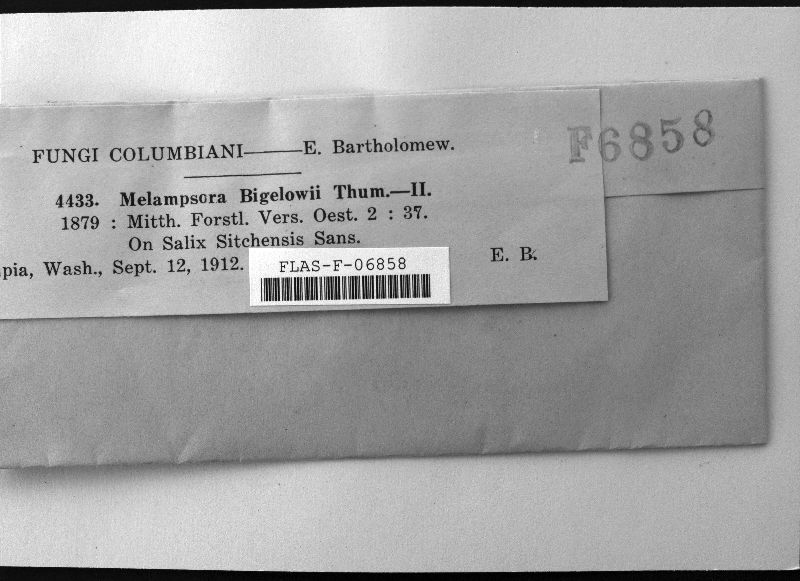 FUNGI COLUMBIANI——E. Bartholomew.
F6858
4433. Melampsora Bigelowii Thum.—II.
1879 : Mitth. Forstl. Vers. Oest. 2 : 37.
On Salix Sitchensis Sans.
pia, Wash., Sept. 12, 1912. E. B.
FLAS-F-06858